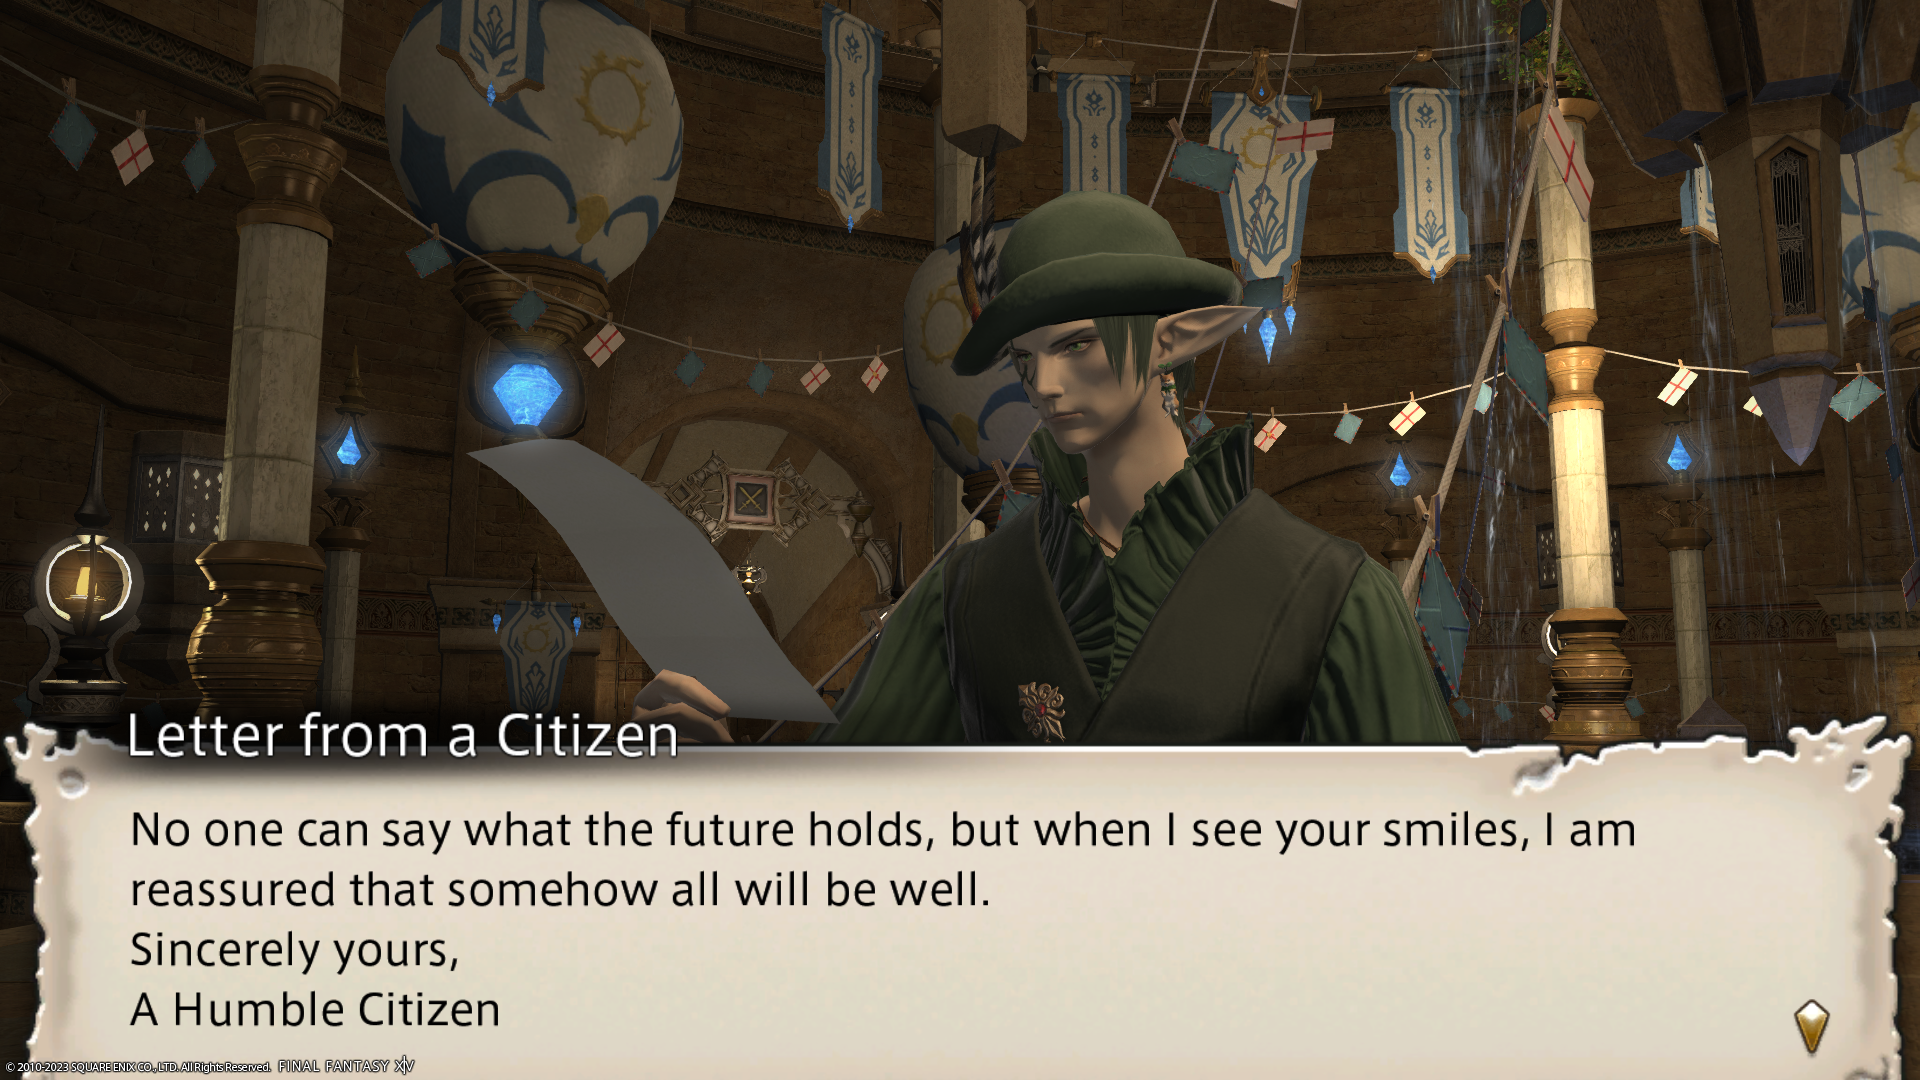 Letter from a Citizen
No one can say what the future holds, but when I see your smiles, I am
reassured that somehow all will be well.
Sincerely yours,
A Humble Citizen
© 2010-2023 SQUARE ENIX CO., LTD. All Rights Reserved. FINAL FANTASY XIV